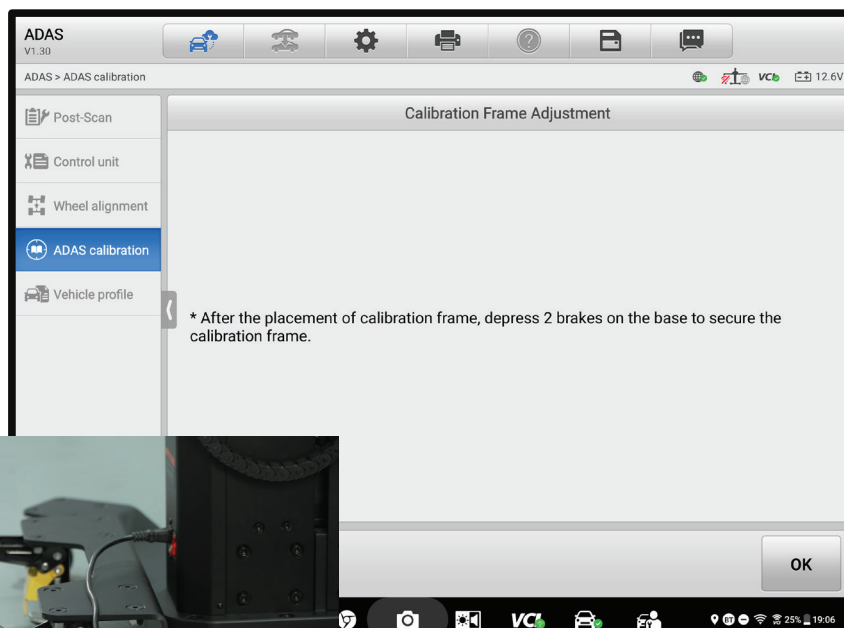 ADAS
V1.30
ADAS > ADAS calibration
VCI
12.6V
Post-Scan
Control unit
Wheel alignment
ADAS calibration
Vehicle profile
Calibration Frame Adjustment
* After the placement of calibration frame, depress 2 brakes on the base to secure the
calibration frame.
OK
VCI
BT
25%
19:06